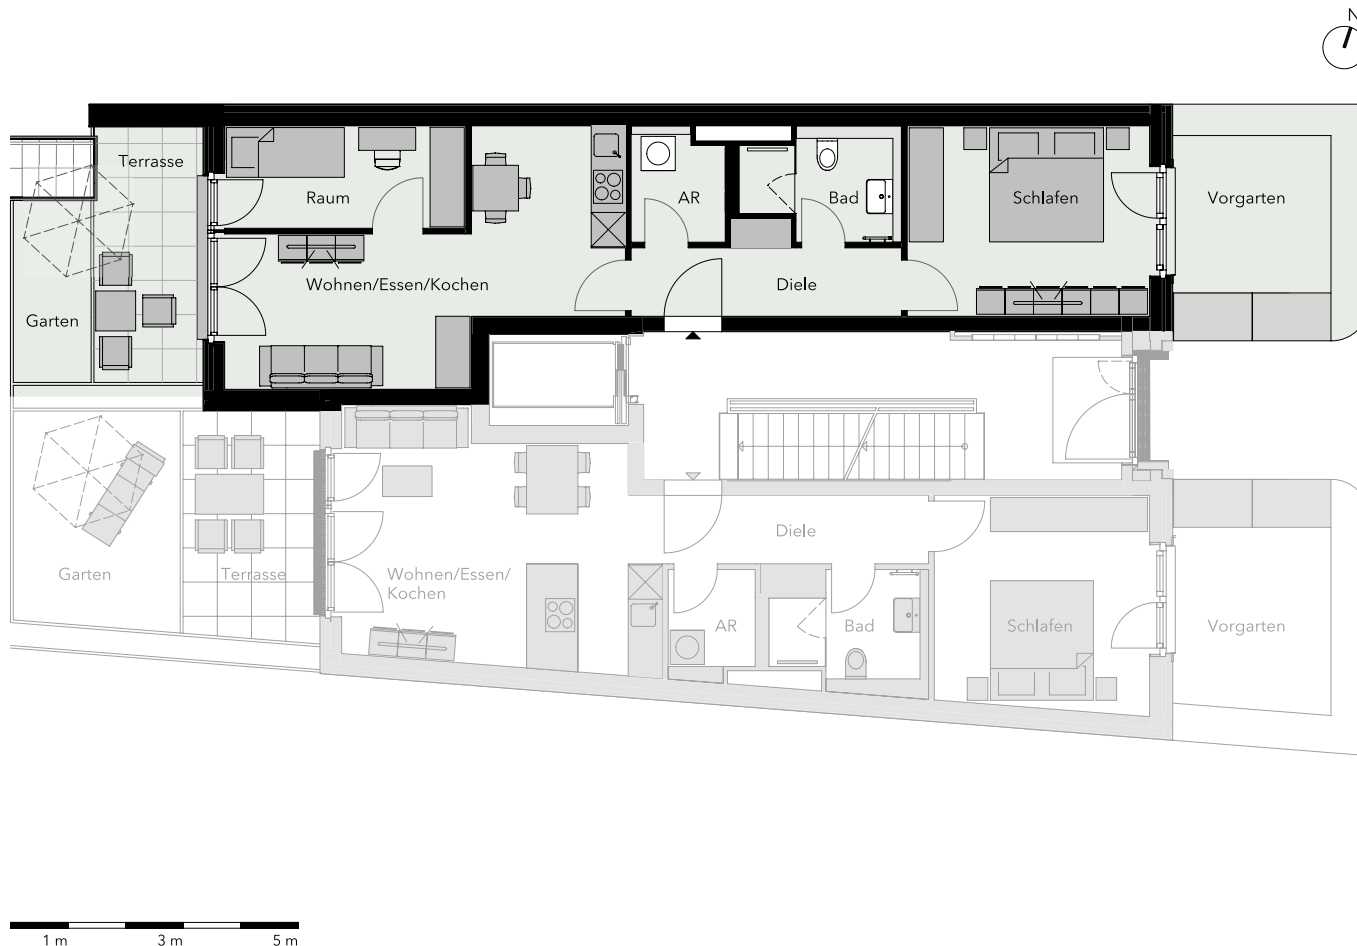 N
Terrasse
Raum
AR
Bad
Schlafen
Vorgarten
Wohnen/Essen/Kochen
Diele
Garten
Diele
Garten
Terrasse
Wohnen/Essen/
Kochen
AR
Bad
Schlafen
Vorgarten
1 m
3 m
5 m